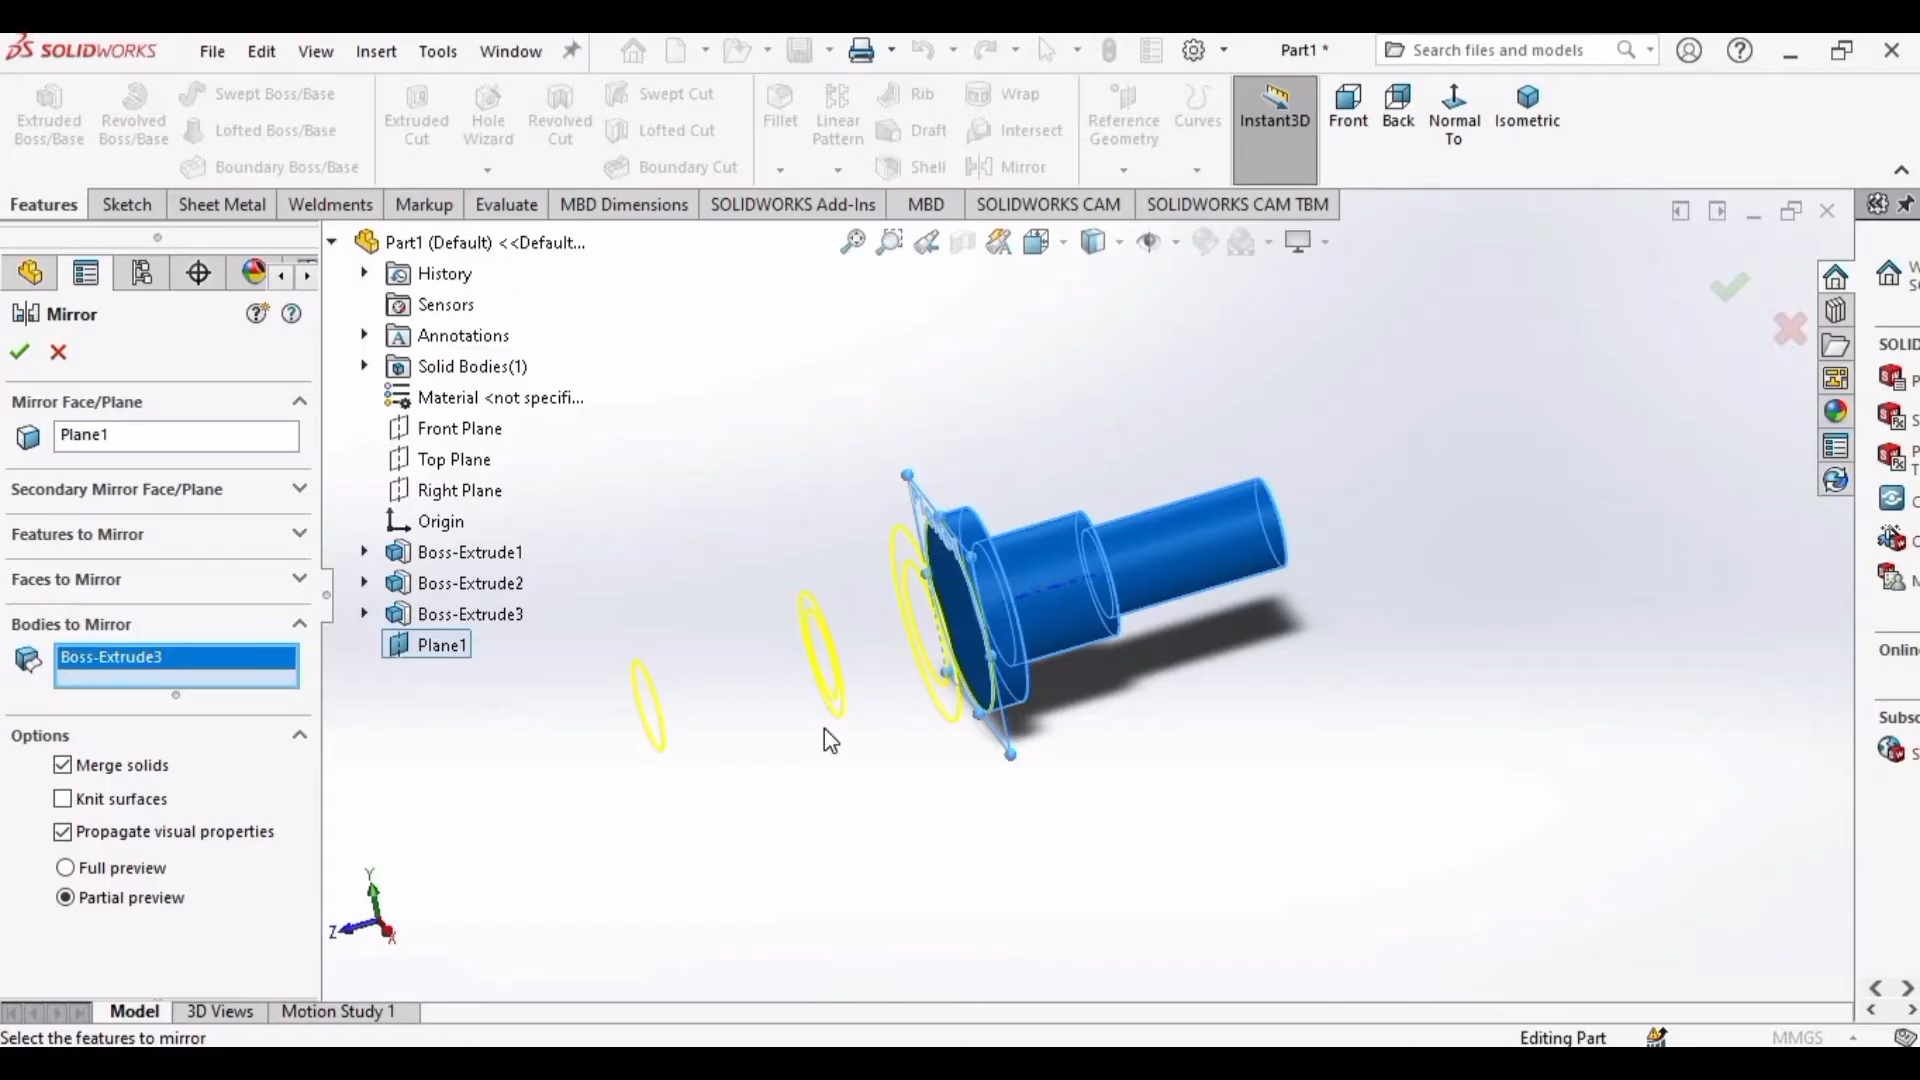 SOLIDWORKS File Edit View Insert Tools Window Part1 * Search files and models
Extruded Boss/Base
Revolved Boss/Base
Swept Boss/Base
Lofted Boss/Base
Boundary Boss/Base
Extruded Cut
Hole Wizard
Revolved Cut
Swept Cut
Lofted Cut
Boundary Cut
Fillet
Linear Pattern
Rib
Draft
Shell
Wrap
Intersect
Mirror
Reference Geometry
Curves
Instant3D
Front
Back
Normal To
Isometric
Features Sketch Sheet Metal Weldments Markup Evaluate MBD Dimensions SOLIDWORKS Add-Ins MBD SOLIDWORKS CAM SOLIDWORKS CAM TBM
Mirror
Mirror Face/Plane
Plane1
Secondary Mirror Face/Plane
Features to Mirror
Faces to Mirror
Bodies to Mirror
Boss-Extrude3
Options
Merge solids
Knit surfaces
Propagate visual properties
Full preview
Partial preview
Part1 (Default) <<Default...
History
Sensors
Annotations
Solid Bodies(1)
Material <not specifi...
Front Plane
Top Plane
Right Plane
Origin
Boss-Extrude1
Boss-Extrude2
Boss-Extrude3
Plane1
Y
Z
X
W
S
SOLID
P
S
P
T
C
C
M
Onlin
Subsc
S
Model 3D Views Motion Study 1
Select the features to mirror
Editing Part
MMGS